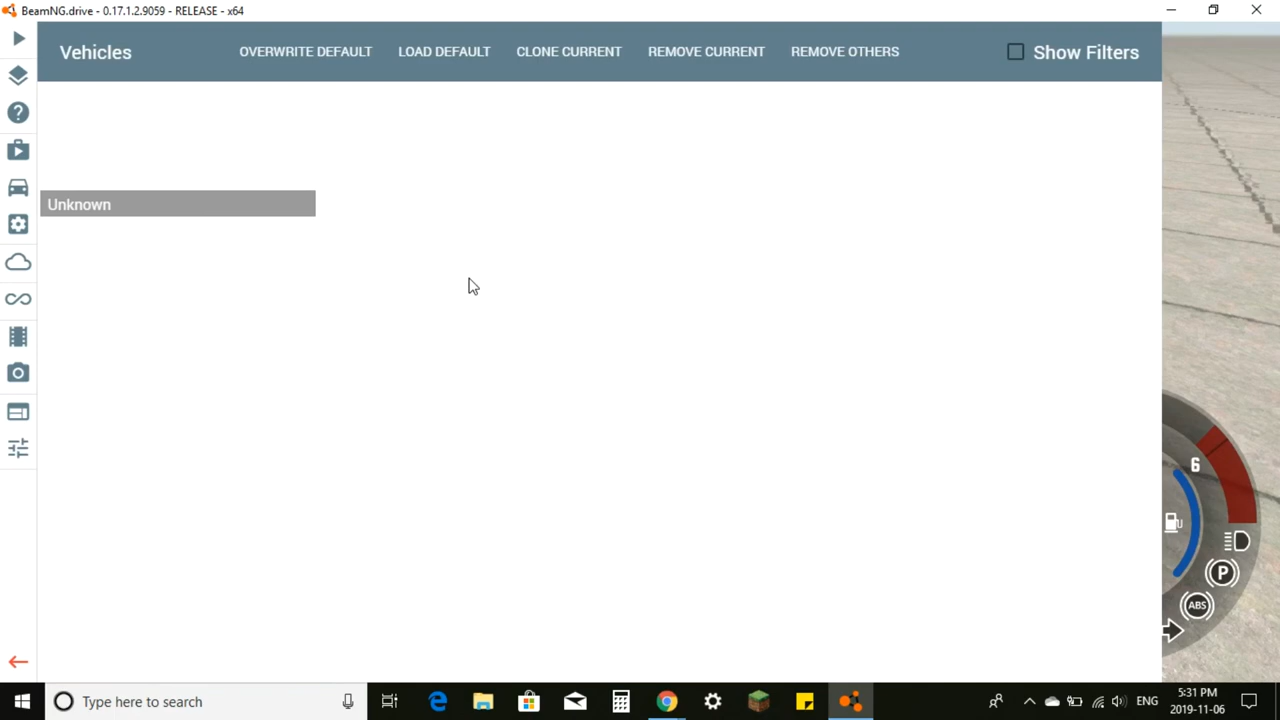 BeamNG.drive - 0.17.1.2.9059 - RELEASE - x64
Vehicles
OVERWRITE DEFAULT
LOAD DEFAULT
CLONE CURRENT
REMOVE CURRENT
REMOVE OTHERS
Show Filters
Unknown
6
P
ABS
Type here to search
ENG
5:31 PM
2019-11-06